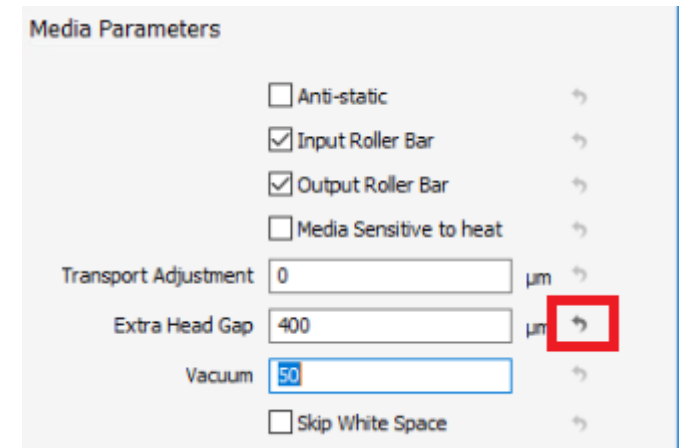 Media Parameters
Anti-static
Input Roller Bar
Output Roller Bar
Media Sensitive to heat
Transport Adjustment 0 µm
Extra Head Gap 400 µm
Vacuum 50
Skip White Space